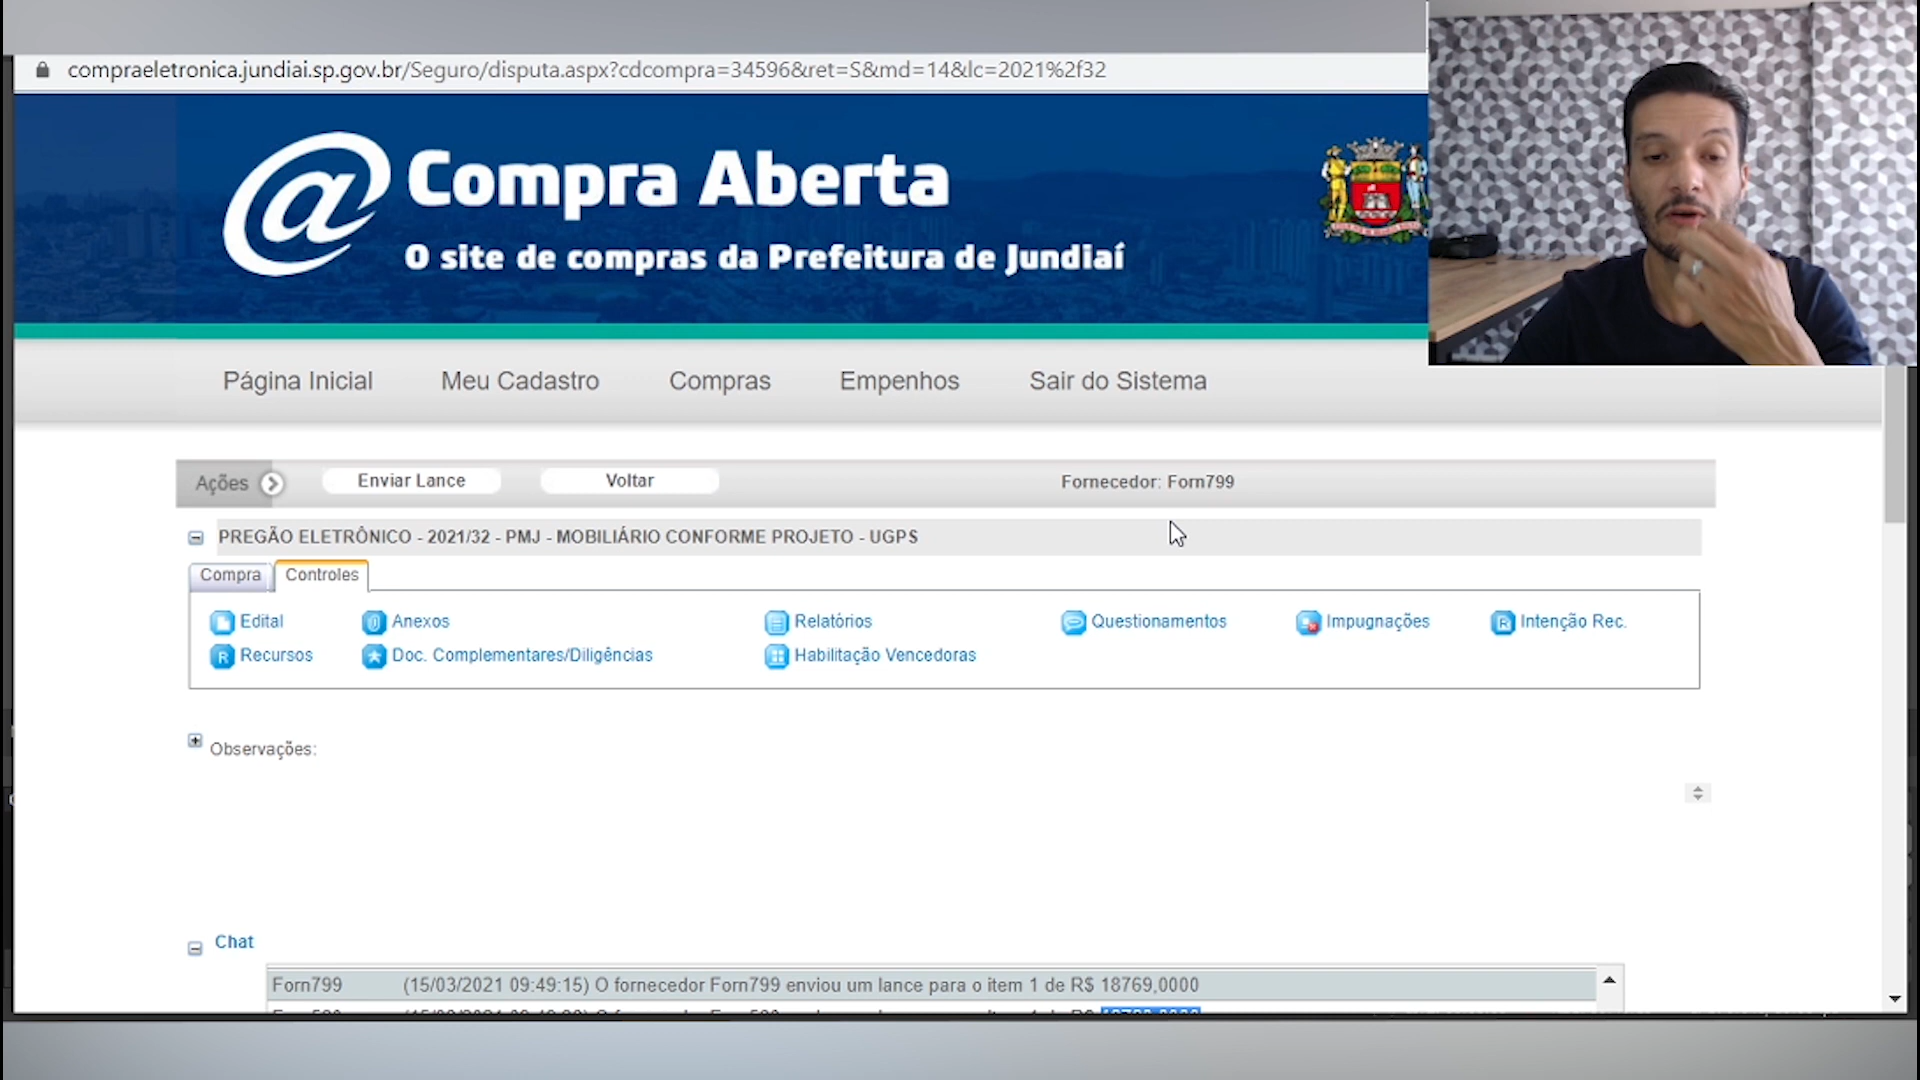 compraeletronica.jundiai.sp.gov.br/Seguro/disputa.aspx?cdcompra=34596&ret=S&md=14&lc=2021%2f32
@ Compra Aberta
O site de compras da Prefeitura de Jundiaí
Página Inicial Meu Cadastro Compras Empenhos Sair do Sistema
Ações Enviar Lance Voltar Fornecedor: Forn799
PREGÃO ELETRÔNICO - 2021/32 - PMJ - MOBILIÁRIO CONFORME PROJETO - UGPS
Compra Controles
Edital Anexos Relatórios Questionamentos Impugnações Intenção Rec.
Recursos Doc. Complementares/Diligências Habilitação Vencedoras
Observações:
Chat
Forn799 (15/03/2021 09:49:15) O fornecedor Forn799 enviou um lance para o item 1 de R$ 18769,0000